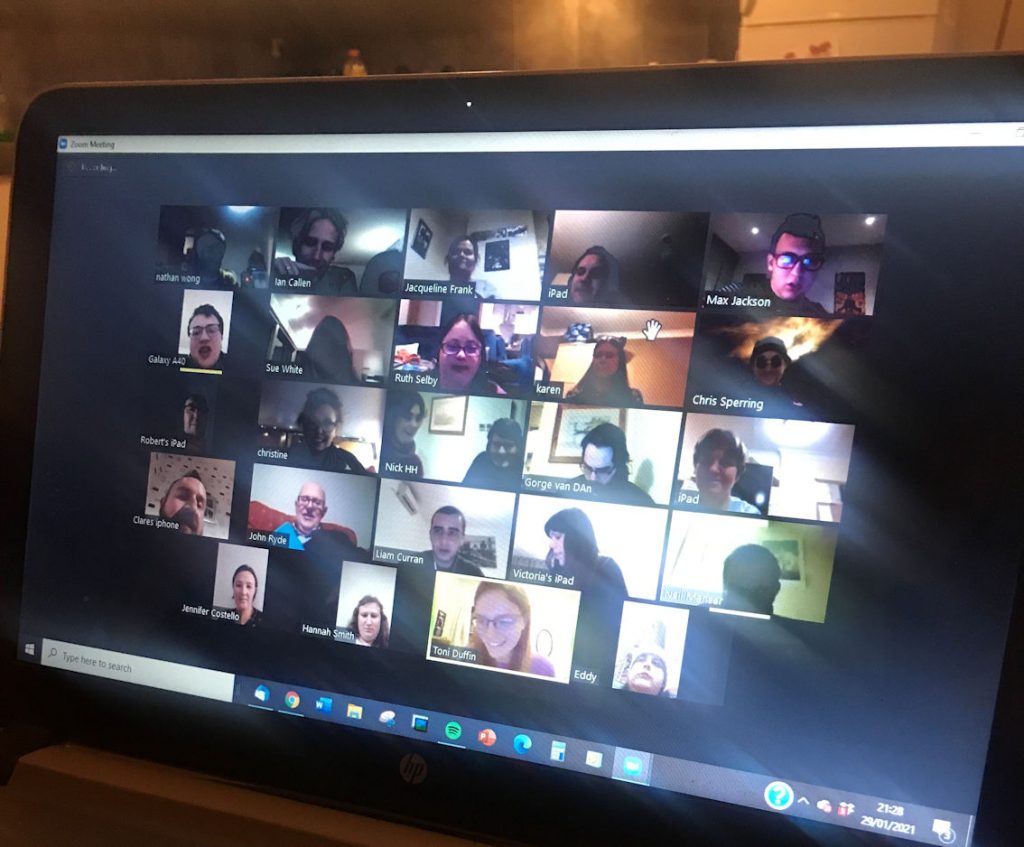 Zoom Meeting
nathan wong
Ian Callen
Jacqueline Frank
iPad
Max Jackson
Galaxy A40
Sue White
Ruth Selby
karen
Chris Sperring
Robert's iPad
christine
Nick HH
Gorge van DAn
iPad
Clares iphone
John Ryde
Liam Curran
Victoria's iPad
Jennifer Costello
Hannah Smith
Toni Duffin
Eddy
Type here to search
21:28
29/01/2021
3
hp